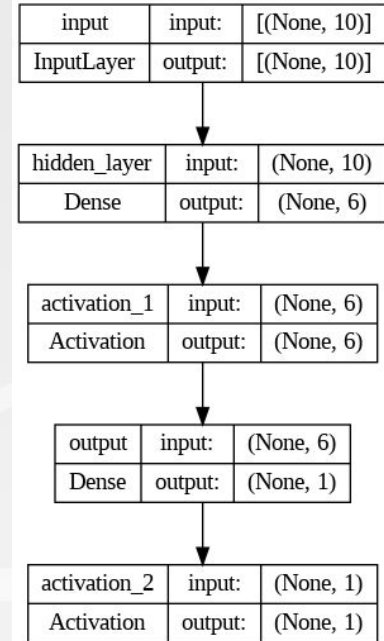 input input: [(None, 10)]
InputLayer output: [(None, 10)]
hidden_layer input: (None, 10)
Dense output: (None, 6)
activation_1 input: (None, 6)
Activation output: (None, 6)
output input: (None, 6)
Dense output: (None, 1)
activation_2 input: (None, 1)
Activation output: (None, 1)